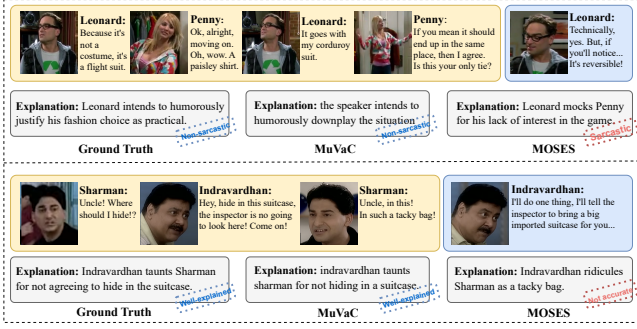 Leonard:
Because it's
not a
costume, it's
a flight suit.
Penny:
Ok, alright,
moving on.
Oh, wow. A
paisley shirt.
Leonard:
It goes with
my corduroy
suit.
Penny:
If you mean it should
end up in the same
place, then I agree.
Is this your only tie?
Leonard:
Technically,
yes. But, if
you'll notice...
It's reversible!
Explanation: Leonard intends to humorously
justify his fashion choice as practical.
Non-sarcastic
Ground Truth
Explanation: the speaker intends to
humorously downplay the situation
Non-sarcastic
MuVaC
Explanation: Leonard mocks Penny
for his lack of interest in the game.
Sarcastic
MOSES
Sharman:
Uncle! Where
should I hide!?
Indravardhan:
Hey, hide in this suitcase,
the inspector is no going
to look here! Come on!
Sharman:
Uncle, in this!
In such a tacky bag!
Indravardhan:
I'll do one thing, I'll tell the
inspector to bring a big
imported suitcase for you...
Explanation: Indravardhan taunts Sharman
for not agreeing to hide in the suitcase.
Well-explained
Ground Truth
Explanation: indravardhan taunts
sharman for not hiding in a suitcase.
Well-explained
MuVaC
Explanation: Indravardhan ridicules
Sharman as a tacky bag.
Not accurate
MOSES